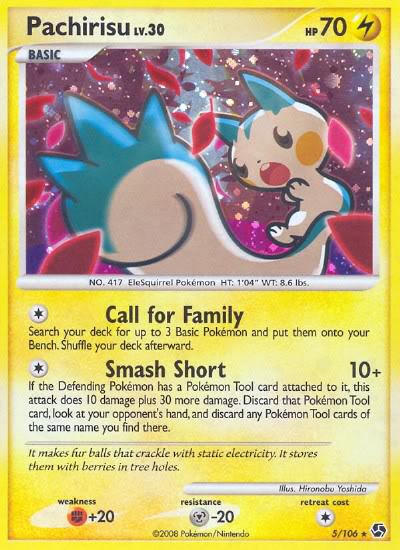 Pachirisu LV.30 HP 70
BASIC
NO. 417 EleSquirrel Pokémon HT: 1'04" WT: 8.6 lbs.
Call for Family
Search your deck for up to 3 Basic Pokémon and put them onto your
Bench. Shuffle your deck afterward.
Smash Short 10+
If the Defending Pokémon has a Pokémon Tool card attached to it, this
attack does 10 damage plus 30 more damage. Discard that Pokémon Tool
card, look at your opponent's hand, and discard any Pokémon Tool cards of
the same name you find there.
It makes fur balls that crackle with static electricity. It stores
them with berries in tree holes.
Illus. Hironobu Yoshida
weakness resistance retreat cost
+20 -20
©2008 Pokémon/Nintendo 5/106 ★